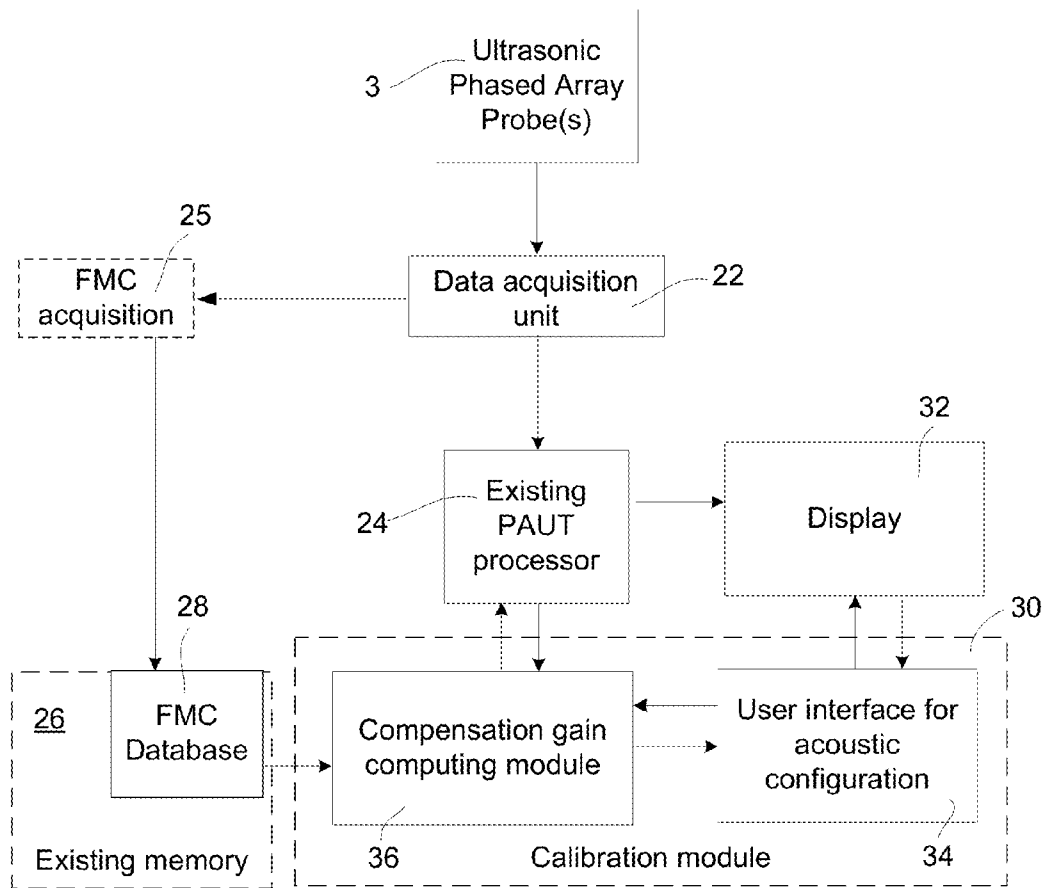 Ultrasonic
Phased Array
Probe(s)
3
25
FMC
acquisition
Data acquisition
unit
22
32
Existing
PAUT
processor
24
Display
30
28
26
FMC
Database
Existing memory
Compensation gain
computing module
36
User interface for
acoustic
configuration
34
Calibration module